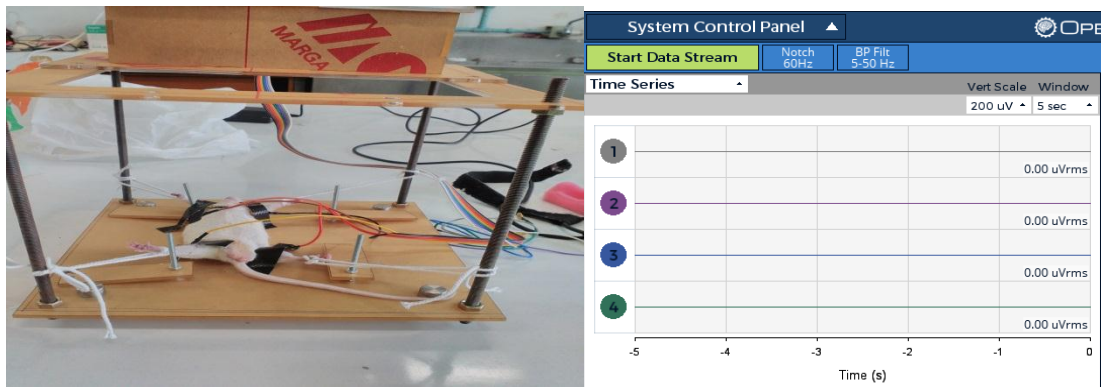 MARGA
System Control Panel
OPE
Start Data Stream
Notch
60Hz
BP Filt
5-50 Hz
Time Series
Vert Scale
Window
200 uV
5 sec
1
0.00 uVrms
2
0.00 uVrms
3
0.00 uVrms
4
0.00 uVrms
-5 -4 -3 -2 -1 0
Time (s)